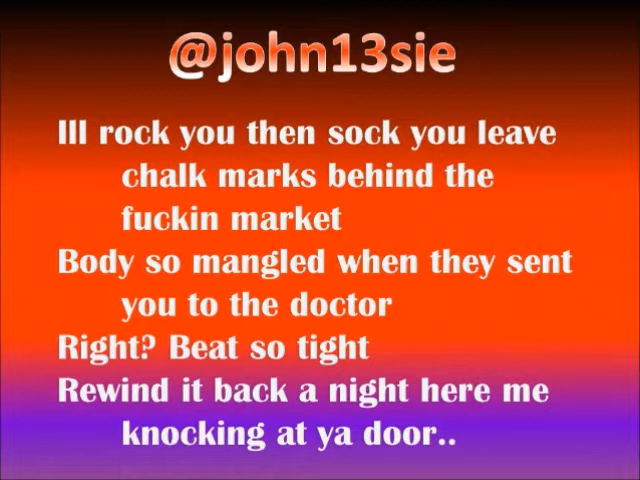 @john13sie
Ill rock you then sock you leave
chalk marks behind the
fuckin market
Body so mangled when they sent
you to the doctor
Right? Beat so tight
Rewind it back a night here me
knocking at ya door..